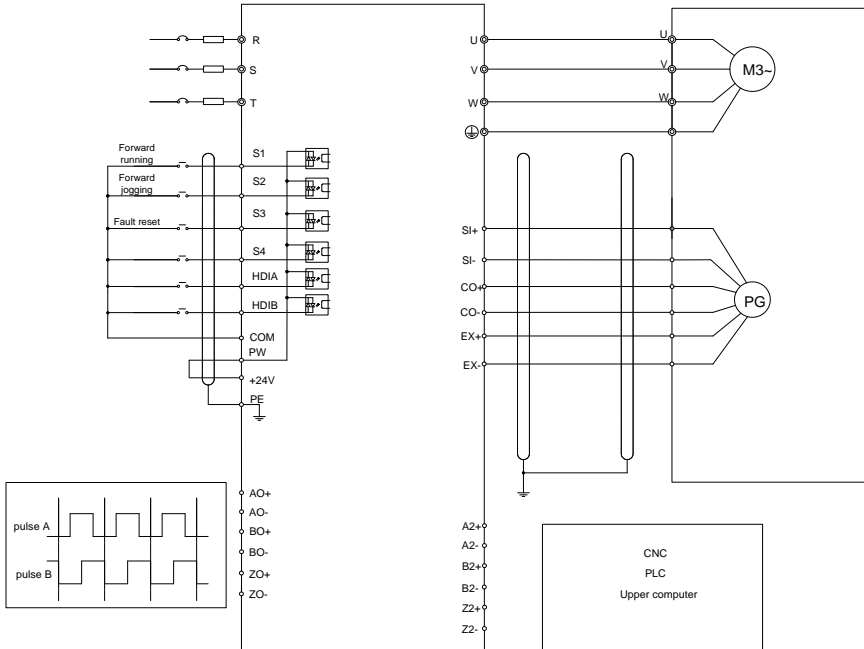 R
S
T
Forward
running
S1
Forward
jogging
S2
Fault reset
S3
S4
HDIA
HDIB
COM
PW
+24V
PE
pulse A
pulse B
AO+
AO-
BO+
BO-
ZO+
ZO-
U
V
W
U
V
W
M3~
SI+
SI-
CO+
CO-
EX+
EX-
PG
A2+
A2-
B2+
B2-
Z2+
Z2-
CNC
PLC
Upper computer